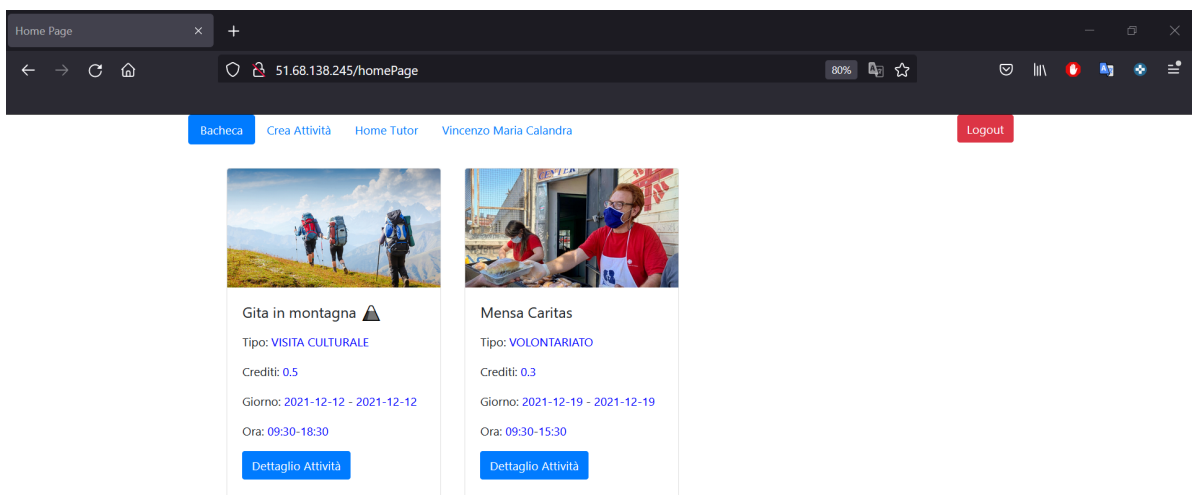 Home Page
51.68.138.245/homePage
80%
Bacheca Crea Attività Home Tutor Vincenzo Maria Calandra Logout
CENTER
Gita in montagna
Tipo: VISITA CULTURALE
Crediti: 0.5
Giorno: 2021-12-12 - 2021-12-12
Ora: 09:30-18:30
Dettaglio Attività
Mensa Caritas
Tipo: VOLONTARIATO
Crediti: 0.3
Giorno: 2021-12-19 - 2021-12-19
Ora: 09:30-15:30
Dettaglio Attività